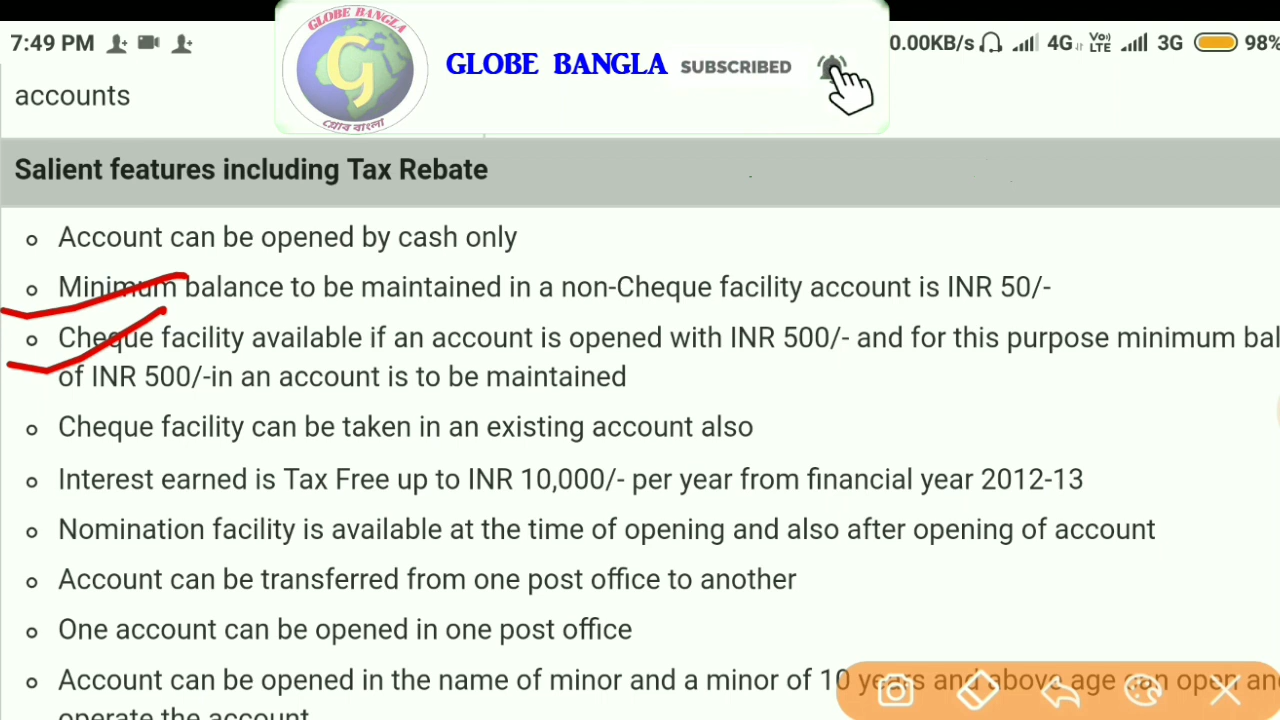 7:49 PM
GLOBE BANGLA
G
গ্লোব বাংলা
GLOBE BANGLA SUBSCRIBED
0.00KB/s 4G VoLTE 3G 98%
accounts
Salient features including Tax Rebate
Account can be opened by cash only
Minimum balance to be maintained in a non-Cheque facility account is INR 50/-
Cheque facility available if an account is opened with INR 500/- and for this purpose minimum bal
of INR 500/-in an account is to be maintained
Cheque facility can be taken in an existing account also
Interest earned is Tax Free up to INR 10,000/- per year from financial year 2012-13
Nomination facility is available at the time of opening and also after opening of account
Account can be transferred from one post office to another
One account can be opened in one post office
Account can be opened in the name of minor and a minor of 10 years and above age can open and
operate the account